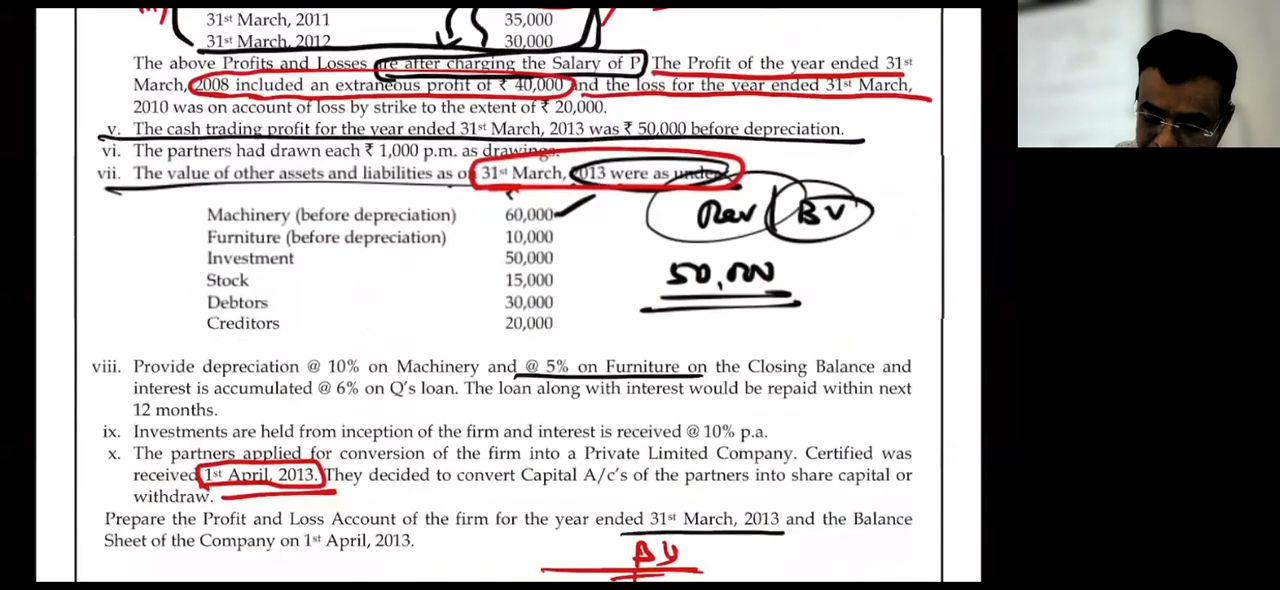 31st March, 2011 35,000
31st March, 2012 30,000
The above Profits and Losses are after charging the Salary of P. The Profit of the year ended 31st
March, 2008 included an extraneous profit of ₹ 40,000 and the loss for the year ended 31st March,
2010 was on account of loss by strike to the extent of ₹ 20,000.
v. The cash trading profit for the year ended 31st March, 2013 was ₹ 50,000 before depreciation.
vi. The partners had drawn each ₹ 1,000 p.m. as drawings.
vii. The value of other assets and liabilities as on 31st March, 2013 were as under
₹
Machinery (before depreciation) 60,000
Rev BV
Furniture (before depreciation) 10,000
Investment 50,000
50,000
Stock 15,000
Debtors 30,000
Creditors 20,000
viii. Provide depreciation @ 10% on Machinery and @ 5% on Furniture on the Closing Balance and
interest is accumulated @ 6% on Q's loan. The loan along with interest would be repaid within next
12 months.
ix. Investments are held from inception of the firm and interest is received @ 10% p.a.
x. The partners applied for conversion of the firm into a Private Limited Company. Certified was
received 1st April, 2013. They decided to convert Capital A/c's of the partners into share capital or
withdraw.
Prepare the Profit and Loss Account of the firm for the year ended 31st March, 2013 and the Balance
Sheet of the Company on 1st April, 2013.